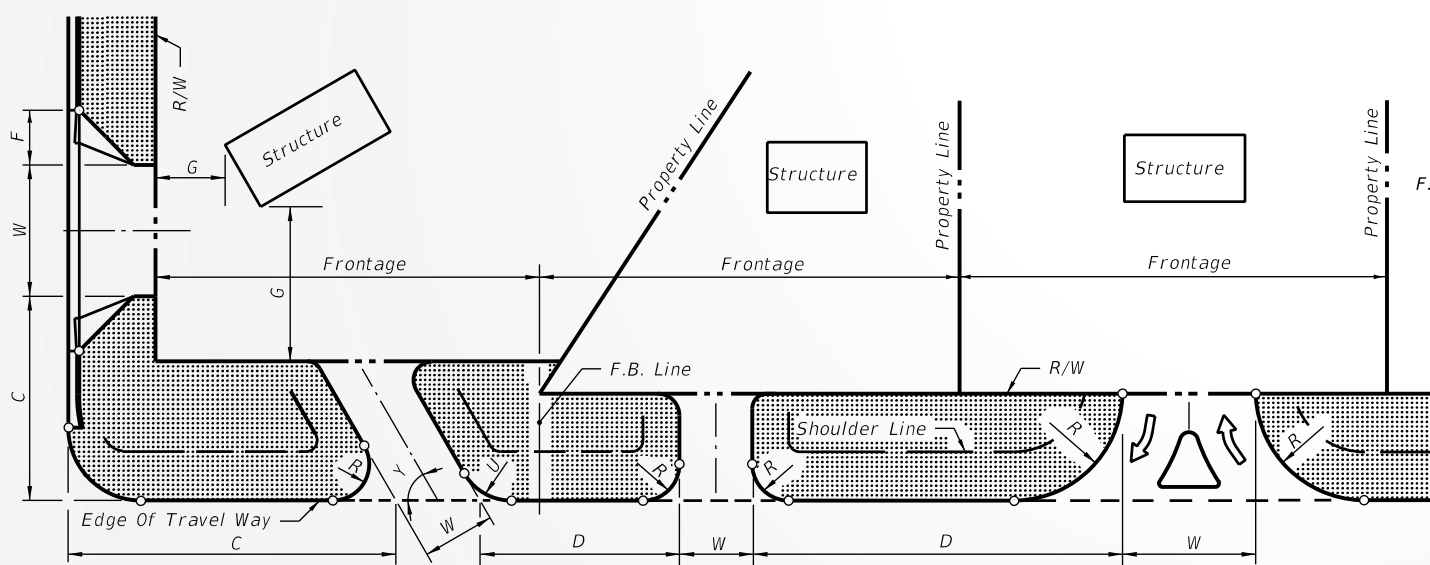 R/W
F
W
C
G
Structure
Property Line
Structure
Property Line
Structure
Property Line
F.
Frontage
Frontage
Frontage
G
F.B. Line
R/W
Shoulder Line
R
Y
U
R
R
R
R
Edge Of Travel Way
W
C
D
W
D
W